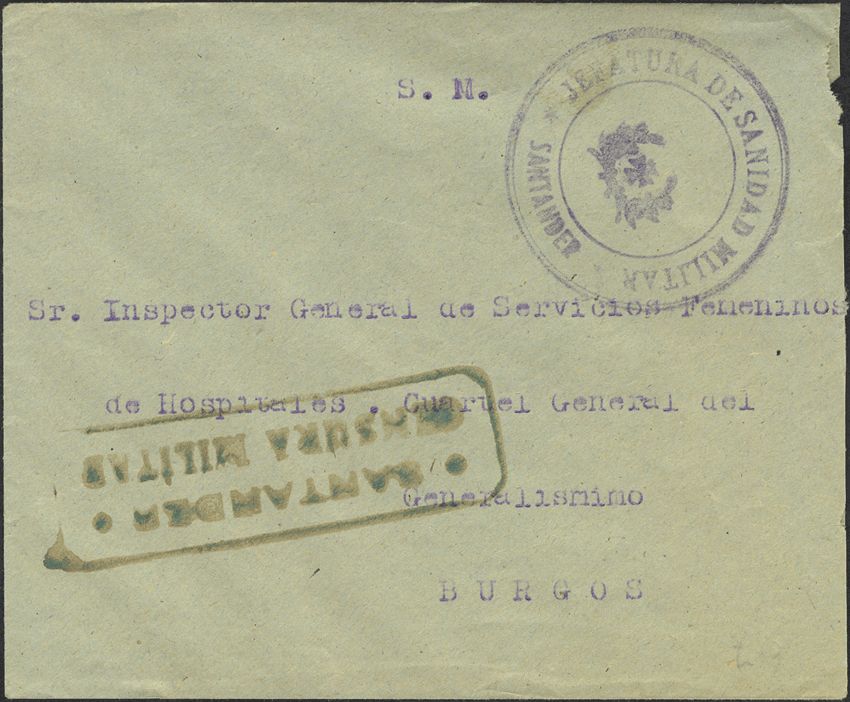 S. M.
JEFATURA DE SANIDAD MILITAR
SANTANDER
Sr. Inspector General de Servicios Femeninos
de Hospitales . Cuartel General del
Generalismimo
BURGOS
• SANTANDER •
CENSURA MILITAR